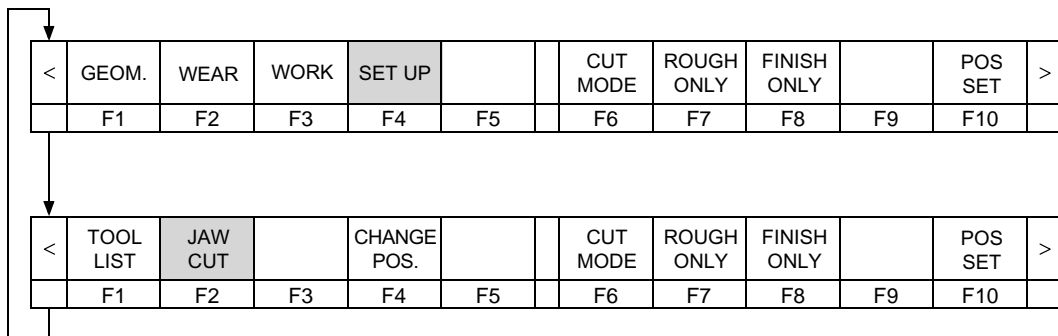 < GEOM. WEAR WORK SET UP CUT MODE ROUGH ONLY FINISH ONLY POS SET >
F1 F2 F3 F4 F5 F6 F7 F8 F9 F10
< TOOL LIST JAW CUT CHANGE POS. CUT MODE ROUGH ONLY FINISH ONLY POS SET >
F1 F2 F3 F4 F5 F6 F7 F8 F9 F10